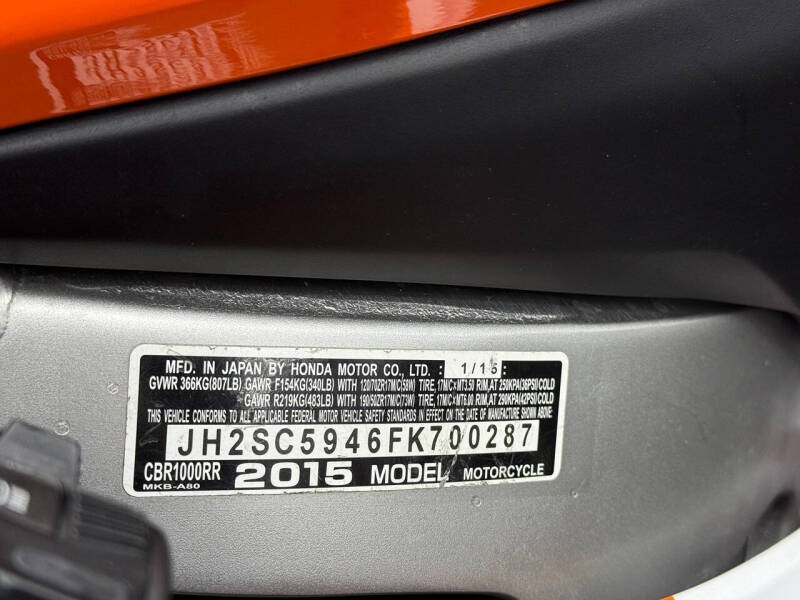 MFD. IN JAPAN BY HONDA MOTOR CO., LTD. : 1/15 :
GVWR 366KG(807LB) GAWR F154KG(340LB) WITH 120/70ZR17M/C(58W) TIRE, 17M/C×MT3.50 RIM, AT 250KPA(36PSI)COLD
GAWR R219KG(483LB) WITH 190/50ZR17M/C(73W) TIRE, 17M/C×MT6.00 RIM, AT 290KPA(42PSI)COLD
THIS VEHICLE CONFORMS TO ALL APPLICABLE FEDERAL MOTOR VEHICLE SAFETY STANDARDS IN EFFECT ON THE DATE OF MANUFACTURE SHOWN ABOVE.
JH2SC5946FK700287
CBR1000RR 2015 MODEL MOTORCYCLE
MKB-A80